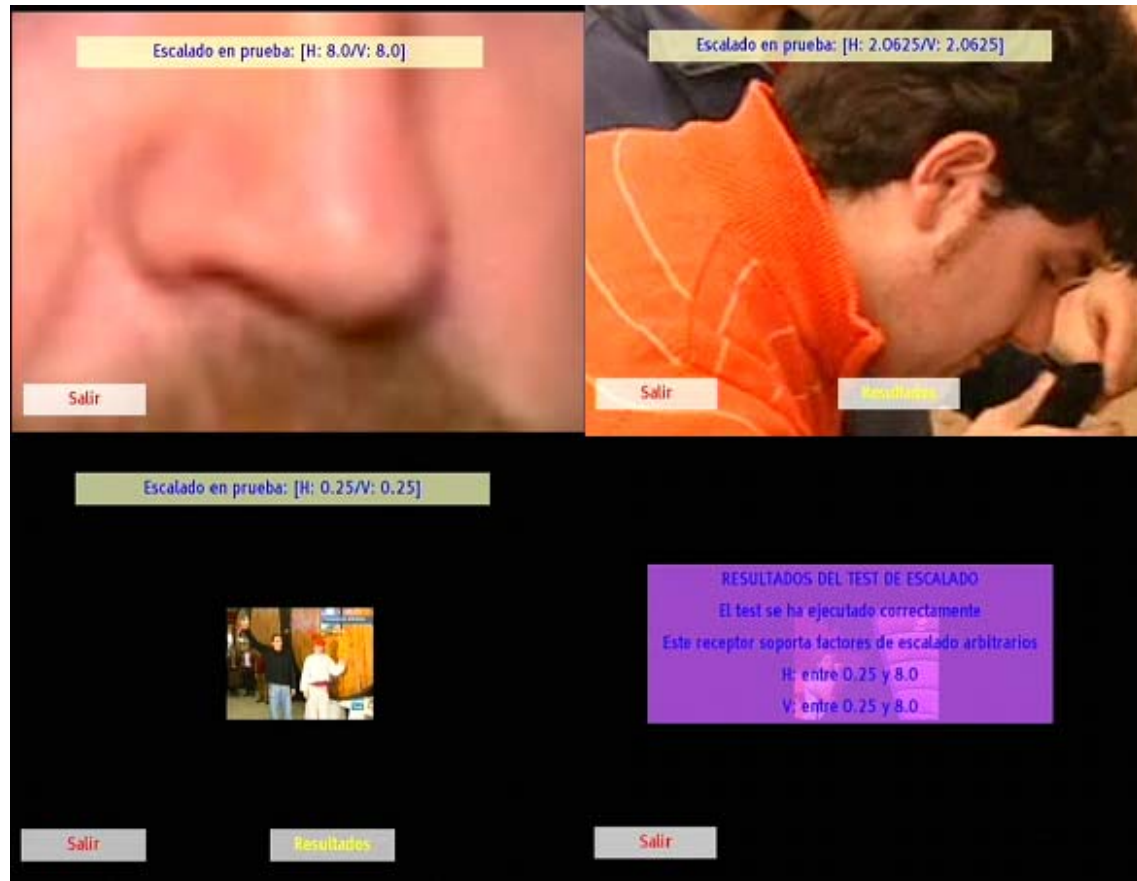 Escalado en prueba: [H: 8.0/V: 8.0]
Salir
Escalado en prueba: [H: 2.0625/V: 2.0625]
Salir
Resultados
Escalado en prueba: [H: 0.25/V: 0.25]
Salir
Resultados
RESULTADOS DEL TEST DE ESCALADO
El test se ha ejecutado correctamente
Este receptor soporta factores de escalado arbitrarios
H: entre 0.25 y 8.0
V: entre 0.25 y 8.0
Salir